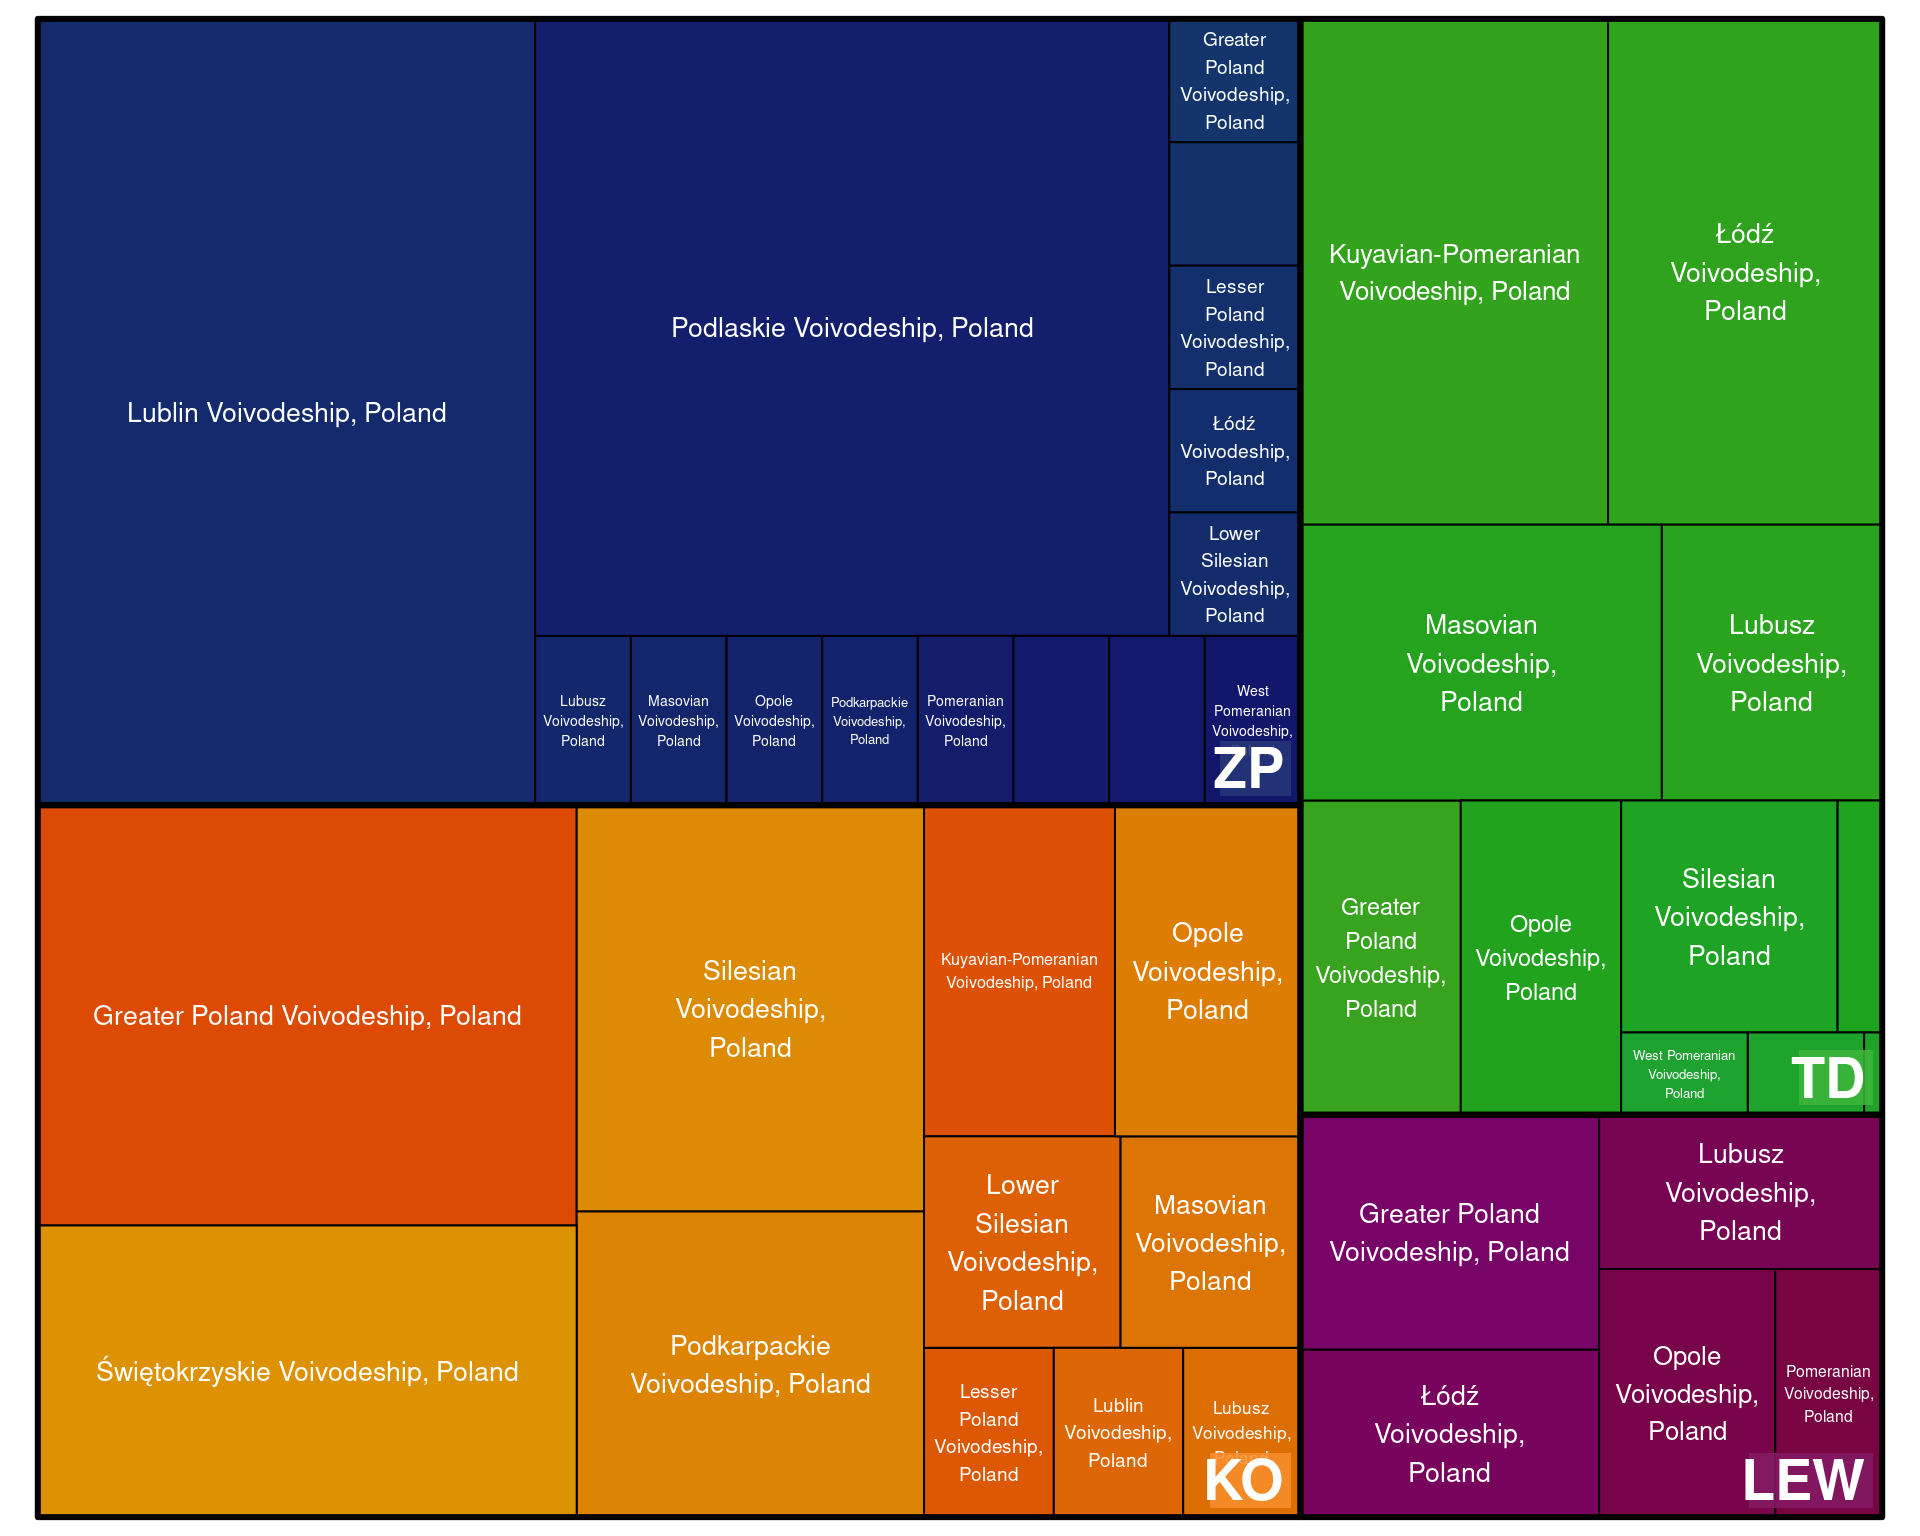 Lublin Voivodeship, Poland
Podlaskie Voivodeship, Poland
Greater
Poland
Voivodeship,
Poland
Lesser
Poland
Voivodeship,
Poland
Łódź
Voivodeship,
Poland
Lower
Silesian
Voivodeship,
Poland
Lubusz
Voivodeship,
Poland
Masovian
Voivodeship,
Poland
Opole
Voivodeship,
Poland
Podkarpackie
Voivodeship,
Poland
Pomeranian
Voivodeship,
Poland
West
Pomeranian
Voivodeship,
ZP
Kuyavian-Pomeranian
Voivodeship, Poland
Łódź
Voivodeship,
Poland
Masovian
Voivodeship,
Poland
Lubusz
Voivodeship,
Poland
Greater
Poland
Voivodeship,
Poland
Opole
Voivodeship,
Poland
Silesian
Voivodeship,
Poland
West Pomeranian
Voivodeship,
Poland
TD
Greater Poland Voivodeship, Poland
Świętokrzyskie Voivodeship, Poland
Silesian
Voivodeship,
Poland
Podkarpackie
Voivodeship, Poland
Kuyavian-Pomeranian
Voivodeship, Poland
Opole
Voivodeship,
Poland
Lower
Silesian
Voivodeship,
Poland
Masovian
Voivodeship,
Poland
Lesser
Poland
Voivodeship,
Poland
Lublin
Voivodeship,
Poland
Lubusz
Voivodeship,
Poland
KO
Greater Poland
Voivodeship, Poland
Łódź
Voivodeship,
Poland
Lubusz
Voivodeship,
Poland
Opole
Voivodeship,
Poland
Pomeranian
Voivodeship,
Poland
LEW